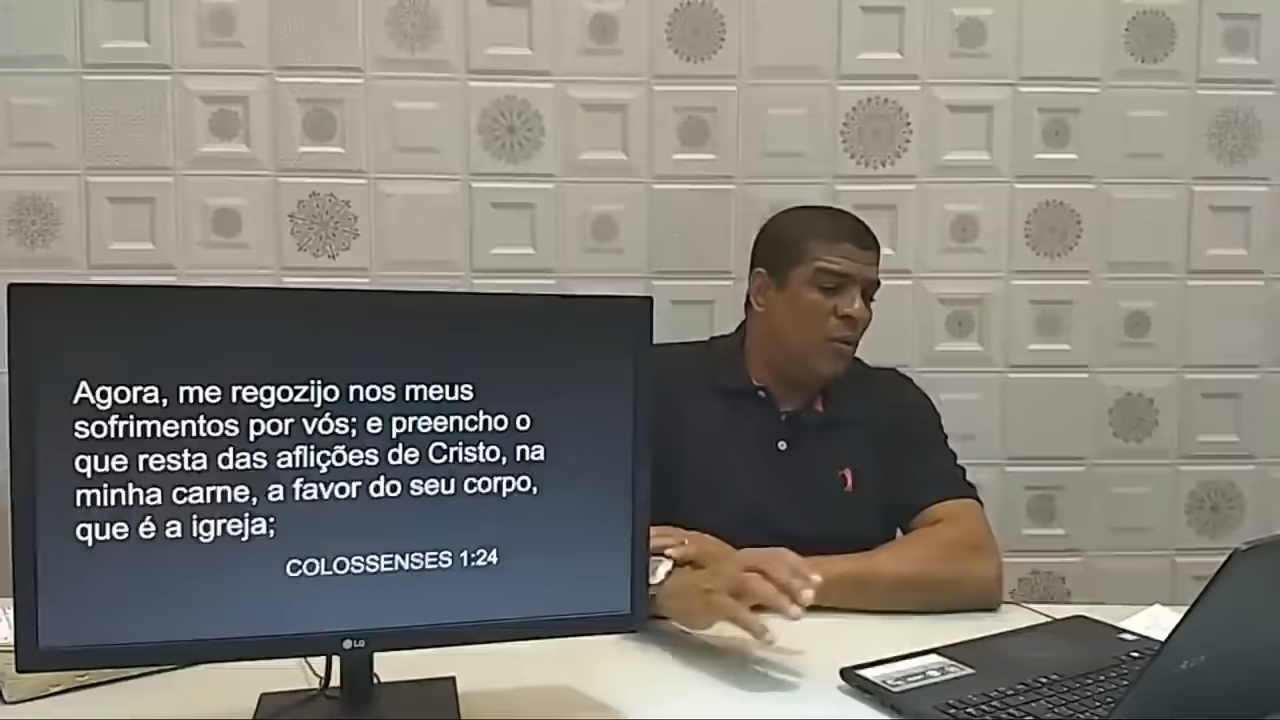 Agora, me regozijo nos meus
sofrimentos por vós; e preencho o
que resta das aflições de Cristo, na
minha carne, a favor do seu corpo,
que é a igreja;
COLOSSENSES 1:24
LG